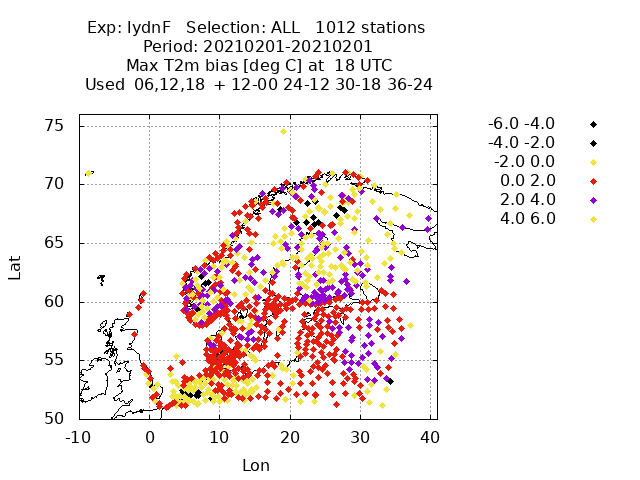 Exp: IydnF   Selection: ALL   1012 stations
Period: 20210201-20210201
Max T2m bias [deg C] at  18 UTC
Used  06,12,18  + 12-00 24-12 30-18 36-24
-6.0 -4.0
-4.0 -2.0
-2.0 0.0
0.0 2.0
2.0 4.0
4.0 6.0
75
70
65
60
55
50
Lat
-10 0 10 20 30 40
Lon